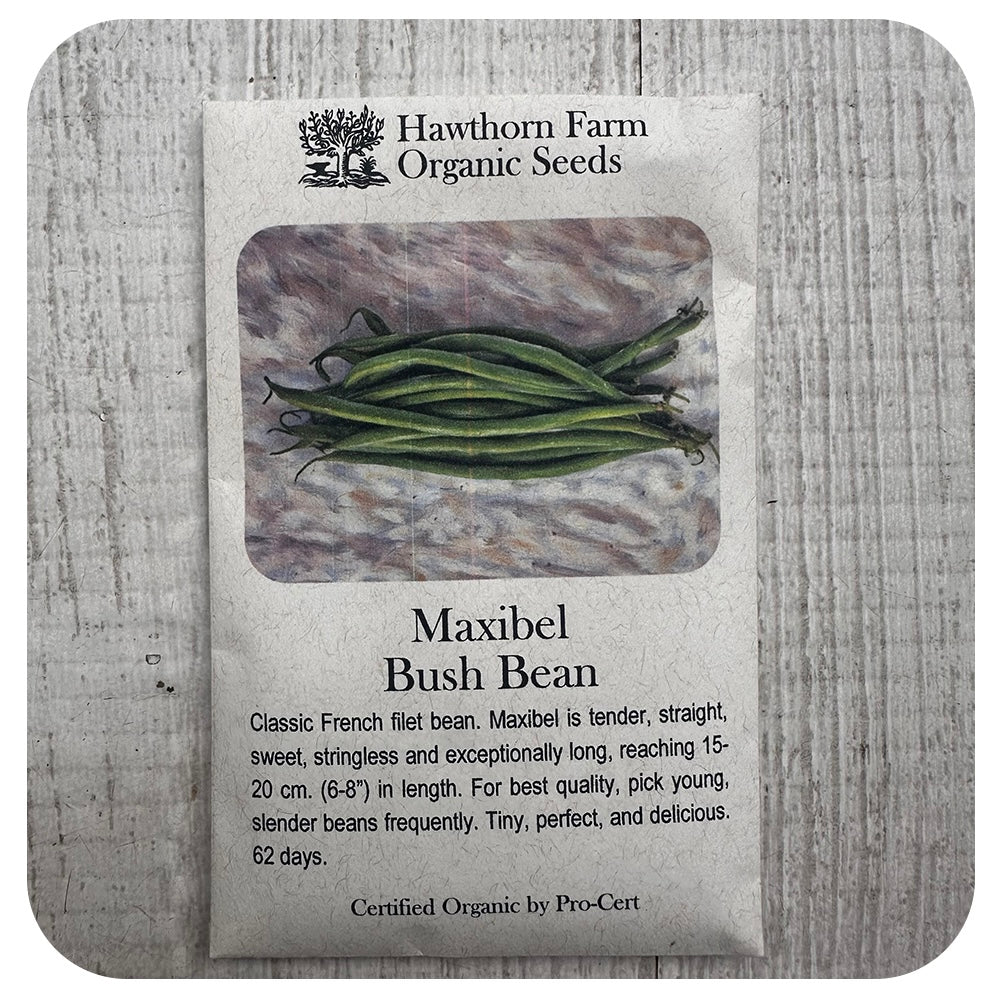 Hawthorn Farm
Organic Seeds
Maxibel
Bush Bean
Classic French filet bean. Maxibel is tender, straight,
sweet, stringless and exceptionally long, reaching 15-
20 cm. (6-8”) in length. For best quality, pick young,
slender beans frequently. Tiny, perfect, and delicious.
62 days.
Certified Organic by Pro-Cert